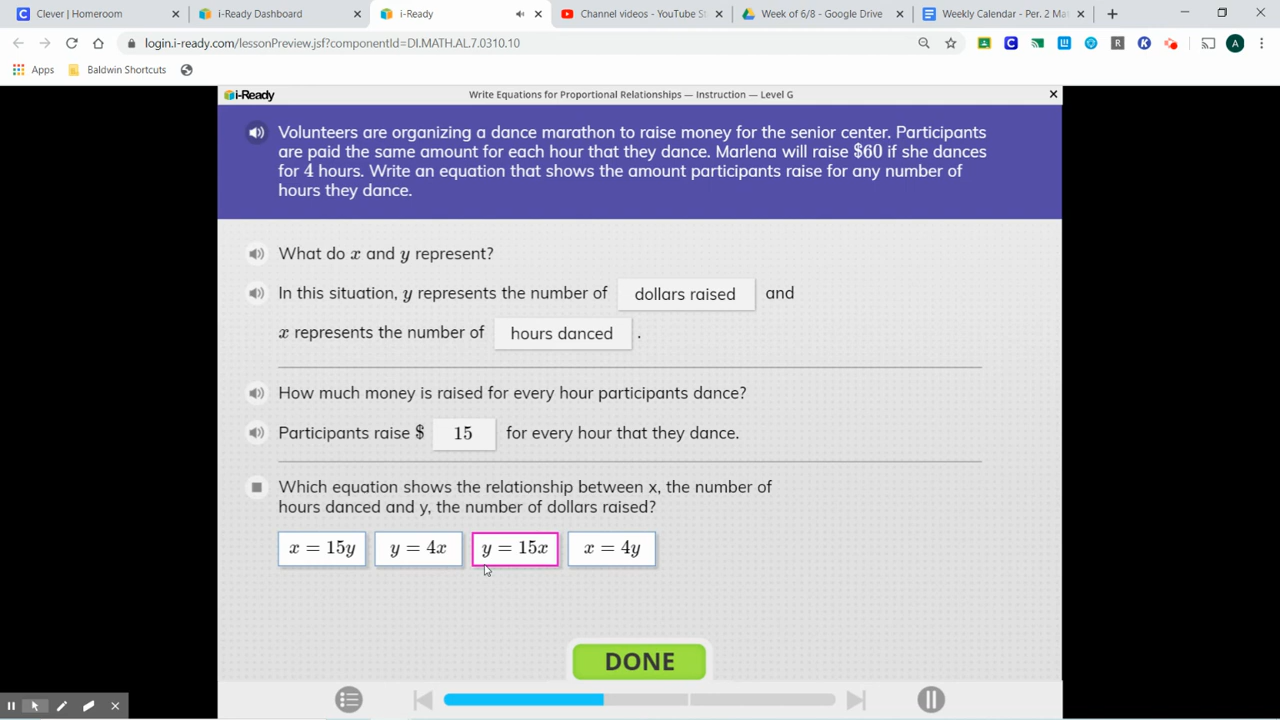 Clever | Homeroom
i-Ready Dashboard
i-Ready
Channel videos - YouTube St
Week of 6/8 - Google Drive
Weekly Calendar - Per. 2 Ma
login.i-ready.com/lessonPreview.jsf?componentId=DI.MATH.AL.7.0310.10
Apps
Baldwin Shortcuts
i-Ready
Write Equations for Proportional Relationships — Instruction — Level G
Volunteers are organizing a dance marathon to raise money for the senior center. Participants
are paid the same amount for each hour that they dance. Marlena will raise $60 if she dances
for 4 hours. Write an equation that shows the amount participants raise for any number of
hours they dance.
What do x and y represent?
In this situation, y represents the number of dollars raised and
x represents the number of hours danced .
How much money is raised for every hour participants dance?
Participants raise $ 15 for every hour that they dance.
Which equation shows the relationship between x, the number of
hours danced and y, the number of dollars raised?
x = 15y y = 4x y = 15x x = 4y
DONE